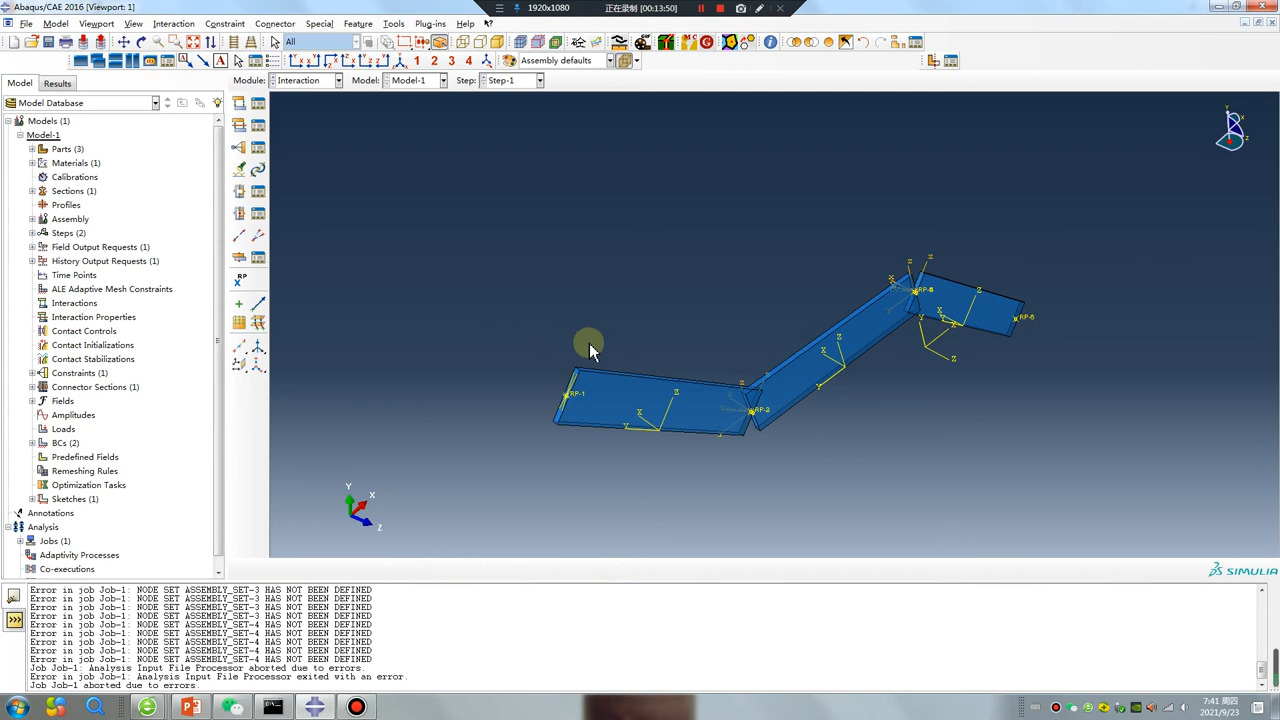 Abaqus/CAE 2016 [Viewport: 1]
1920x1080
正在录制 [00:13:50]
File Model Viewport View Interaction Constraint Connector Special Feature Tools Plug-ins Help
All
1 2 3 4 Assembly defaults
Model Results Module: Interaction Model: Model-1 Step: Step-1
Model Database
Models (1)
Model-1
Parts (3)
Materials (1)
Calibrations
Sections (1)
Profiles
Assembly
Steps (2)
Field Output Requests (1)
History Output Requests (1)
Time Points
ALE Adaptive Mesh Constraints
Interactions
Interaction Properties
Contact Controls
Contact Initializations
Contact Stabilizations
Constraints (1)
Connector Sections (1)
Fields
Amplitudes
Loads
BCs (2)
Predefined Fields
Remeshing Rules
Optimization Tasks
Sketches (1)
Annotations
Analysis
Jobs (1)
Adaptivity Processes
Co-executions
RP
RP-1
RP-2
RP-6
Y
X
Z
SIMULIA
Error in job Job-1: NODE SET ASSEMBLY_SET-3 HAS NOT BEEN DEFINED
Error in job Job-1: NODE SET ASSEMBLY_SET-3 HAS NOT BEEN DEFINED
Error in job Job-1: NODE SET ASSEMBLY_SET-3 HAS NOT BEEN DEFINED
Error in job Job-1: NODE SET ASSEMBLY_SET-3 HAS NOT BEEN DEFINED
Error in job Job-1: NODE SET ASSEMBLY_SET-4 HAS NOT BEEN DEFINED
Error in job Job-1: NODE SET ASSEMBLY_SET-4 HAS NOT BEEN DEFINED
Error in job Job-1: NODE SET ASSEMBLY_SET-4 HAS NOT BEEN DEFINED
Error in job Job-1: NODE SET ASSEMBLY_SET-4 HAS NOT BEEN DEFINED
Error in job Job-1: NODE SET ASSEMBLY_SET-4 HAS NOT BEEN DEFINED
Job Job-1: Analysis Input File Processor aborted due to errors.
Error in job Job-1: Analysis Input File Processor exited with an error.
Job Job-1 aborted due to errors.
7:41 周四
2021/9/23